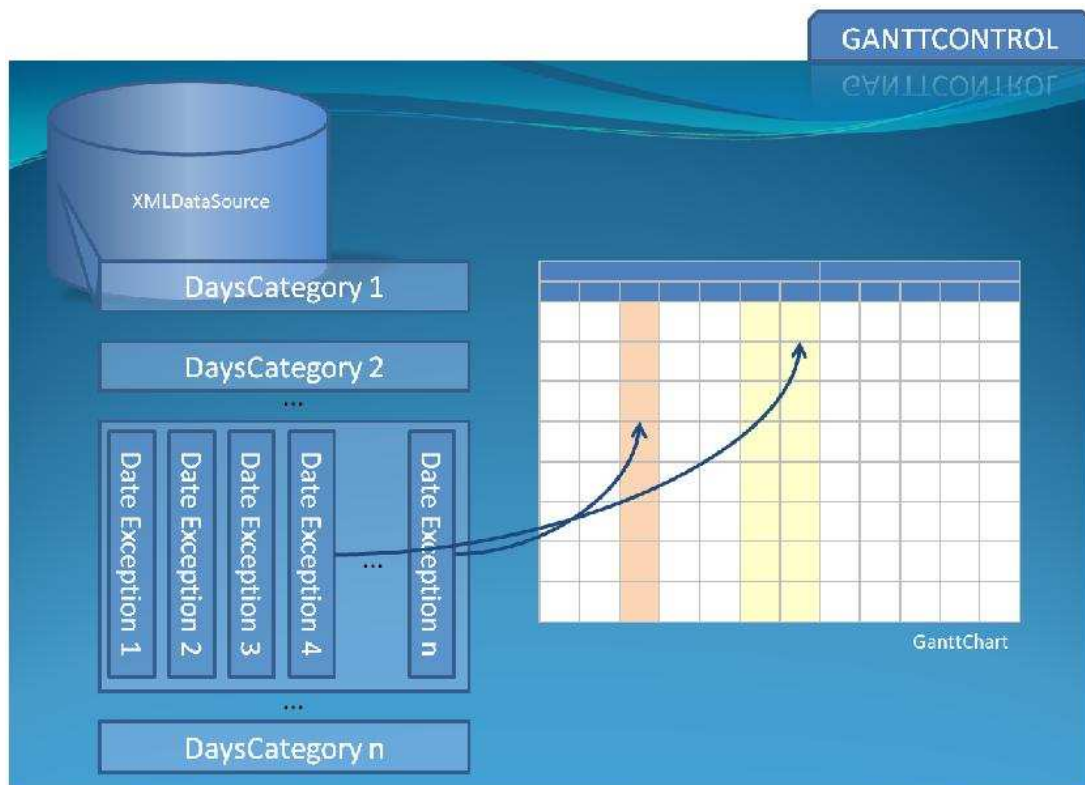 GANTTCONTROL
XMLDataSource
DaysCategory 1
DaysCategory 2
...
Date Exception 1
Date Exception 2
Date Exception 3
Date Exception 4
...
Date Exception n
...
DaysCategory n
GanttChart